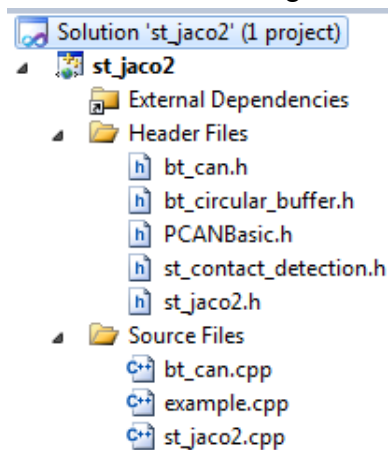 Solution 'st_jaco2' (1 project)
st_jaco2
External Dependencies
Header Files
bt_can.h
bt_circular_buffer.h
PCANBasic.h
st_contact_detection.h
st_jaco2.h
Source Files
bt_can.cpp
example.cpp
st_jaco2.cpp